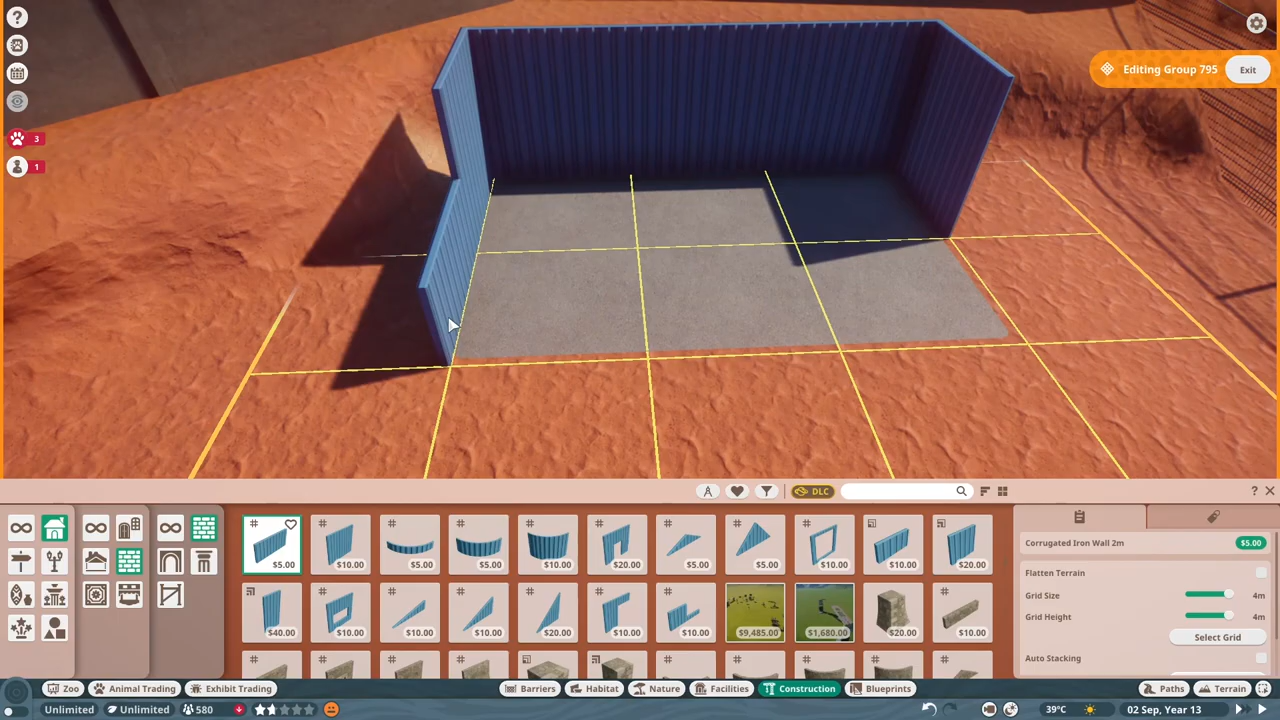 Editing Group 795
Exit
3
1
DLC
$5.00
$10.00
$5.00
$5.00
$10.00
$20.00
$5.00
$5.00
$10.00
$10.00
$20.00
$40.00
$10.00
$10.00
$10.00
$20.00
$10.00
$10.00
$9,485.00
$1,680.00
$20.00
$10.00
Corrugated Iron Wall 2m
$5.00
Flatten Terrain
Grid Size
4m
Grid Height
4m
Select Grid
Auto Stacking
Zoo
Animal Trading
Exhibit Trading
Barriers
Habitat
Nature
Facilities
Construction
Blueprints
Paths
Terrain
Unlimited
Unlimited
580
39°C
02 Sep, Year 13